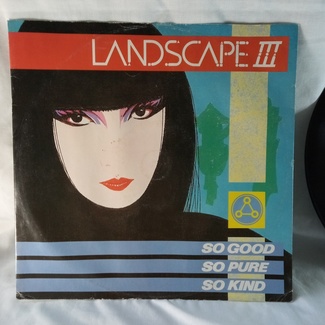 LANDSCAPE III
SO GOOD
SO PURE
SO KIND